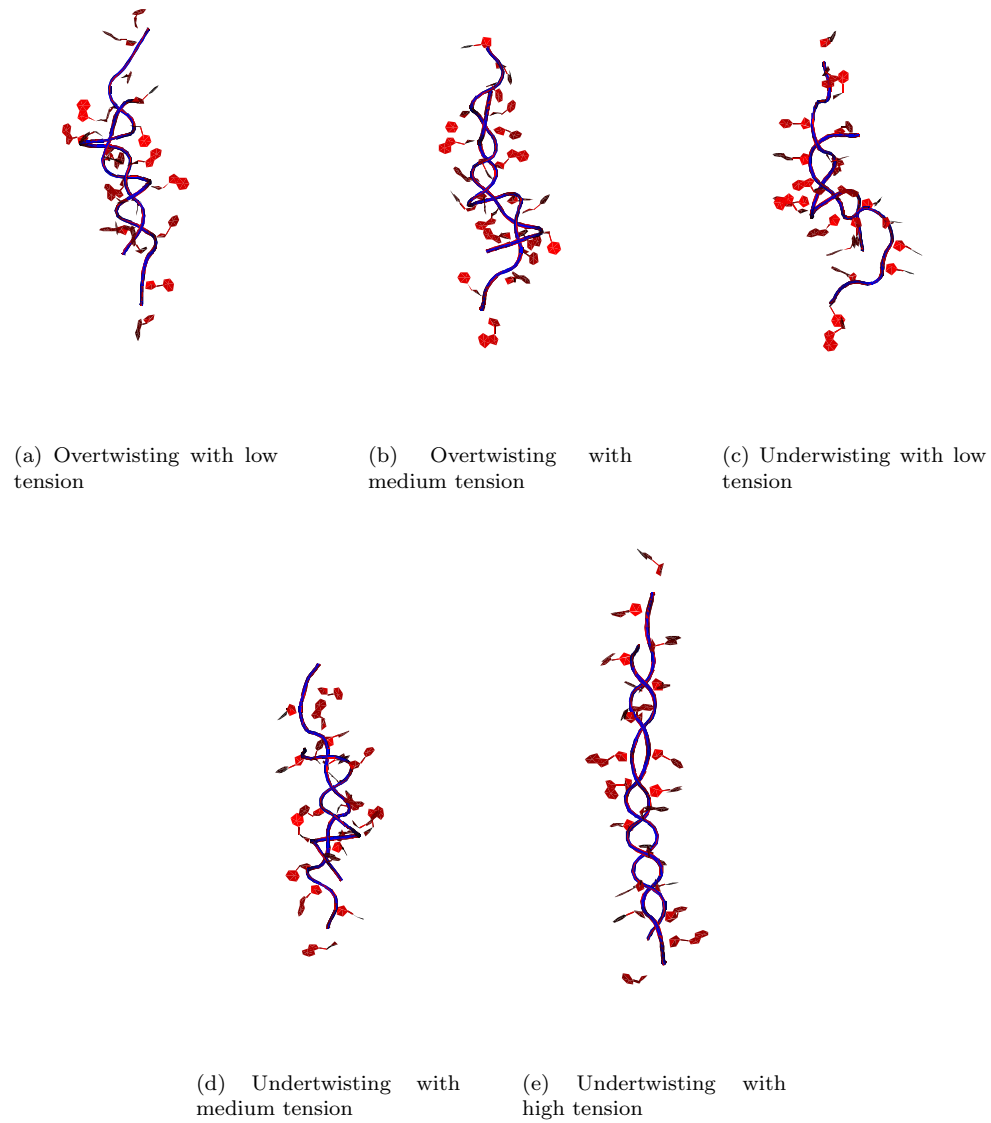 (a) Overtwisting with low
tension
(b) Overtwisting with
medium tension
(c) Underwisting with low
tension
(d) Undertwisting with
medium tension
(e) Undertwisting with
high tension